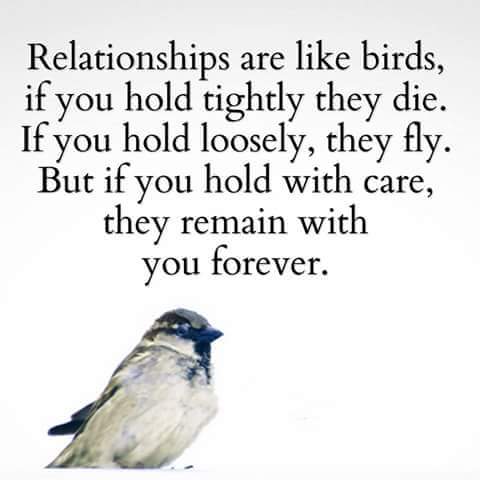 Relationships are like birds,
if you hold tightly they die.
If you hold loosely, they fly.
But if you hold with care,
they remain with
you forever.